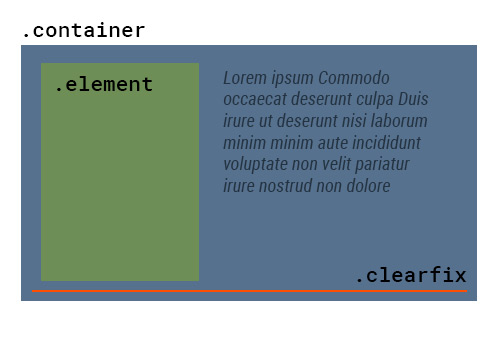 .container
.element
Lorem ipsum Commodo
occaecat deserunt culpa Duis
irure ut deserunt nisi laborum
minim minim aute incididunt
voluptate non velit pariatur
irure nostrud non dolore
.clearfix